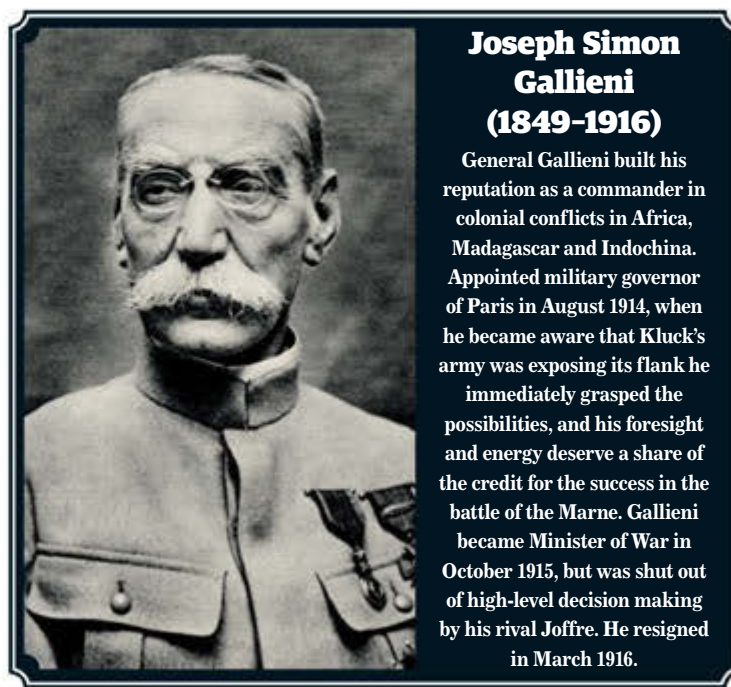 Joseph Simon
Gallieni
(1849–1916)
General Gallieni built his
reputation as a commander in
colonial conflicts in Africa,
Madagascar and Indochina.
Appointed military governor
of Paris in August 1914, when
he became aware that Kluck’s
army was exposing its flank he
immediately grasped the
possibilities, and his foresight
and energy deserve a share of
the credit for the success in the
battle of the Marne. Gallieni
became Minister of War in
October 1915, but was shut out
of high-level decision making
by his rival Joffre. He resigned
in March 1916.